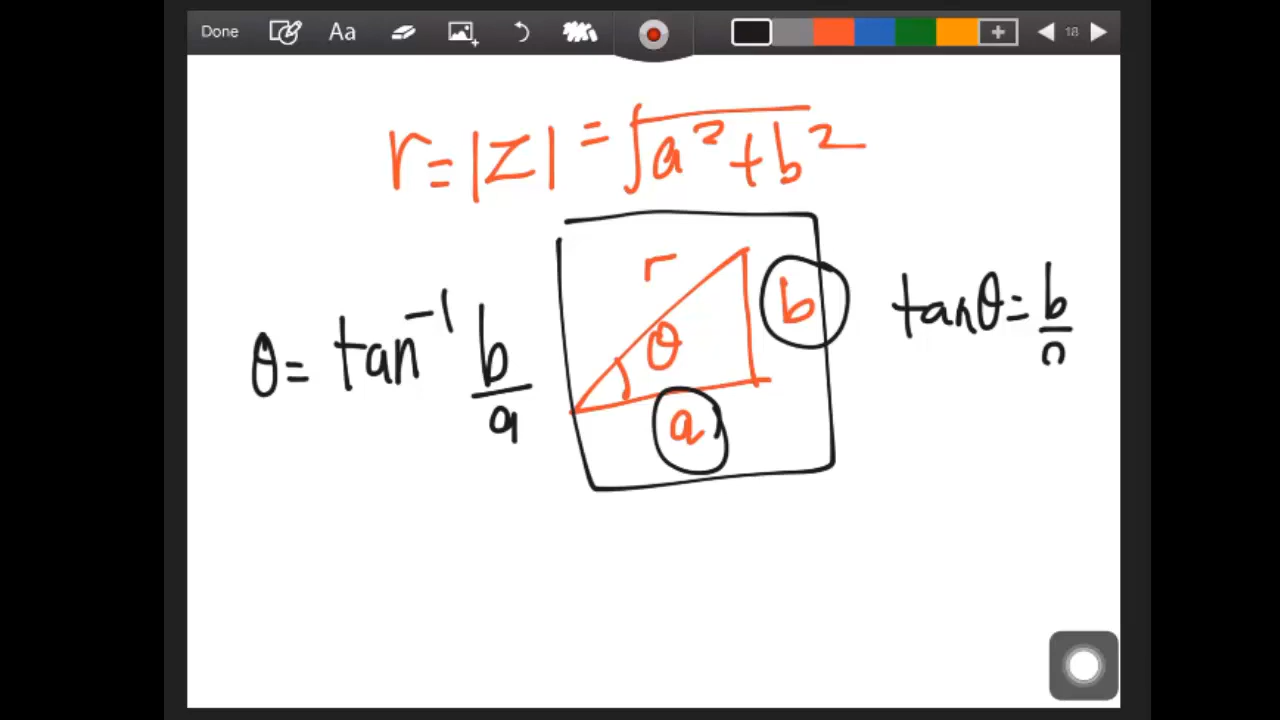 Done Aa 18
r = |Z| = √a² + b²
r
b
θ
a
tanθ = b/a
θ = tan⁻¹ b/a